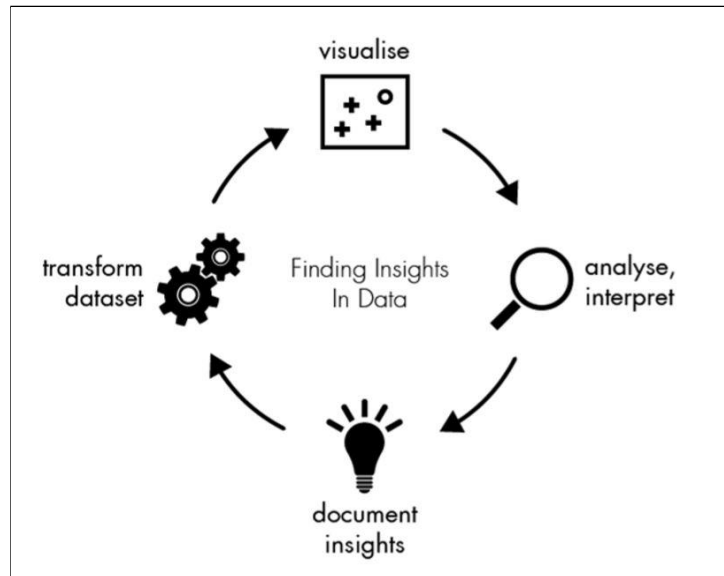 visualise
transform
dataset
Finding Insights
In Data
analyse,
interpret
document
insights